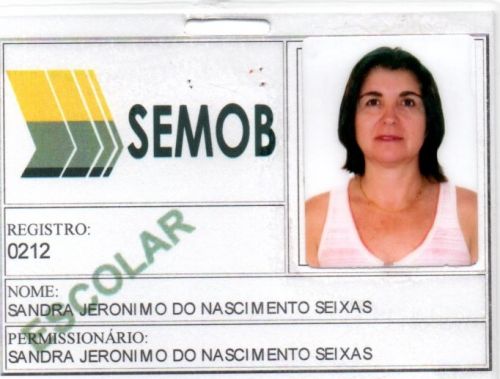 SEMOB
REGISTRO:
0212
ESCOLAR
NOME:
SANDRA JERONIMO DO NASCIMENTO SEIXAS
PERMISSIONÁRIO:
SANDRA JERONIMO DO NASCIMENTO SEIXAS